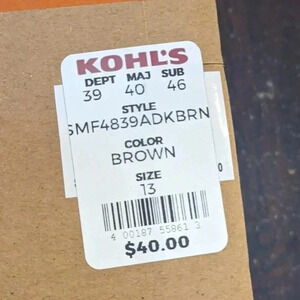 KOHL'S
DEPT MAJ SUB
39 40 46
STYLE
SMF4839ADKBRN
COLOR
BROWN
SIZE
13
4 00187 55861 3
$40.00
0